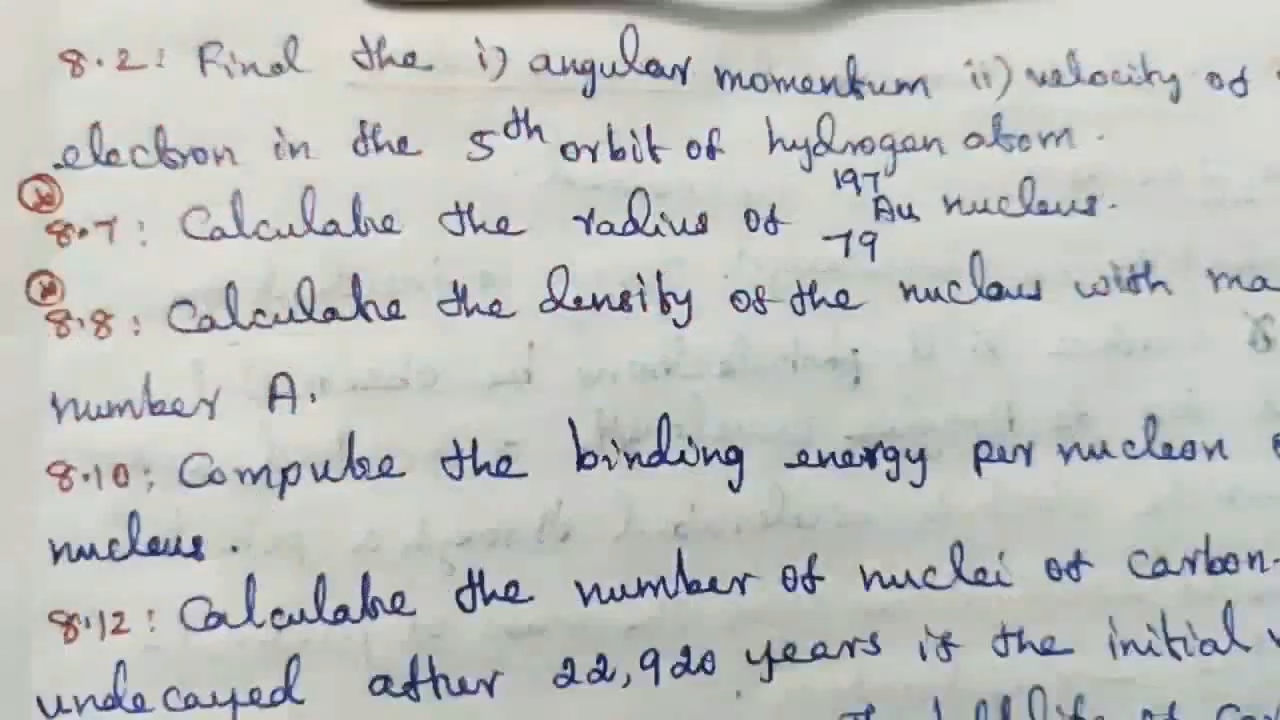 8.2: Find the i) angular momentum ii) velocity of
electron in the 5th orbit of hydrogen atom.
8.7: Calculate the radius of 197 79 Au nucleus.
8.8: Calculate the density of the nucleus with ma
number A.
8.10: Compute the binding energy per nucleon
nucleus.
8.12: Calculate the number of nuclei of carbon-
undecayed after 22,920 years if the initial